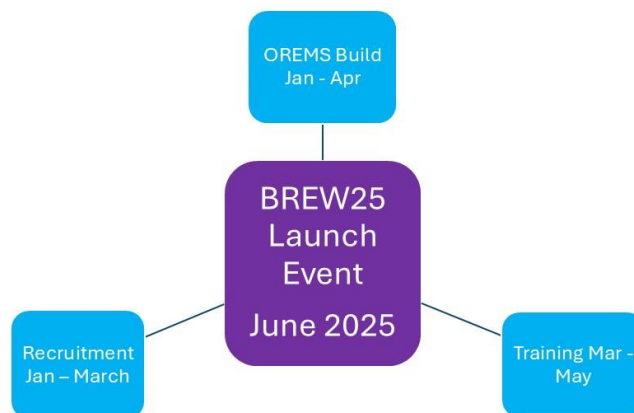 OREMS Build
Jan - Apr
BREW25
Launch
Event
June 2025
Recruitment
Jan – March
Training Mar -
May